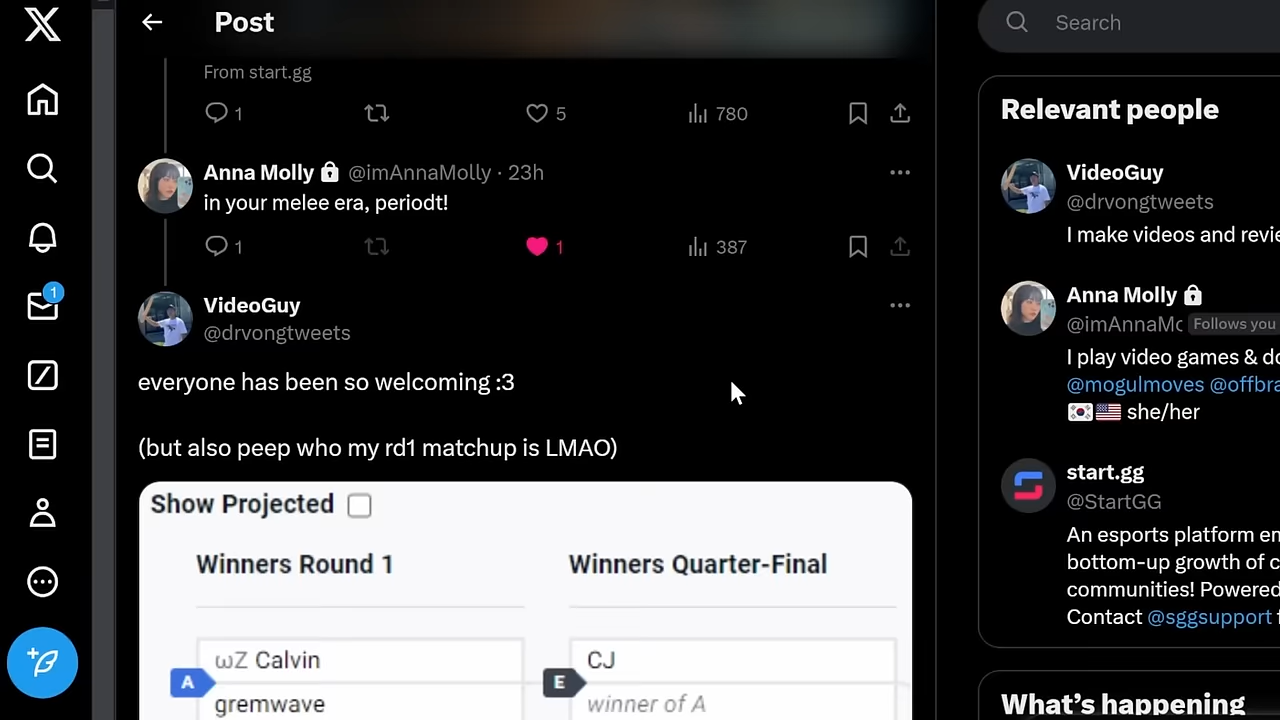 Post
Search
From start.gg
1
5
780
Relevant people
Anna Molly @imAnnaMolly · 23h
in your melee era, periodt!
1
1
387
VideoGuy
@drvongtweets
I make videos and revie
1
VideoGuy
@drvongtweets
Anna Molly
@imAnnaMo Follows you
I play video games & do
@mogulmoves @offbra
🇰🇷🇺🇸 she/her
everyone has been so welcoming :3
(but also peep who my rd1 matchup is LMAO)
start.gg
@StartGG
An esports platform em
bottom-up growth of c
communities! Powered
Contact @sggsupport f
Show Projected
Winners Round 1
Winners Quarter-Final
A
ωZ Calvin
gremwave
E
CJ
winner of A
What's happening